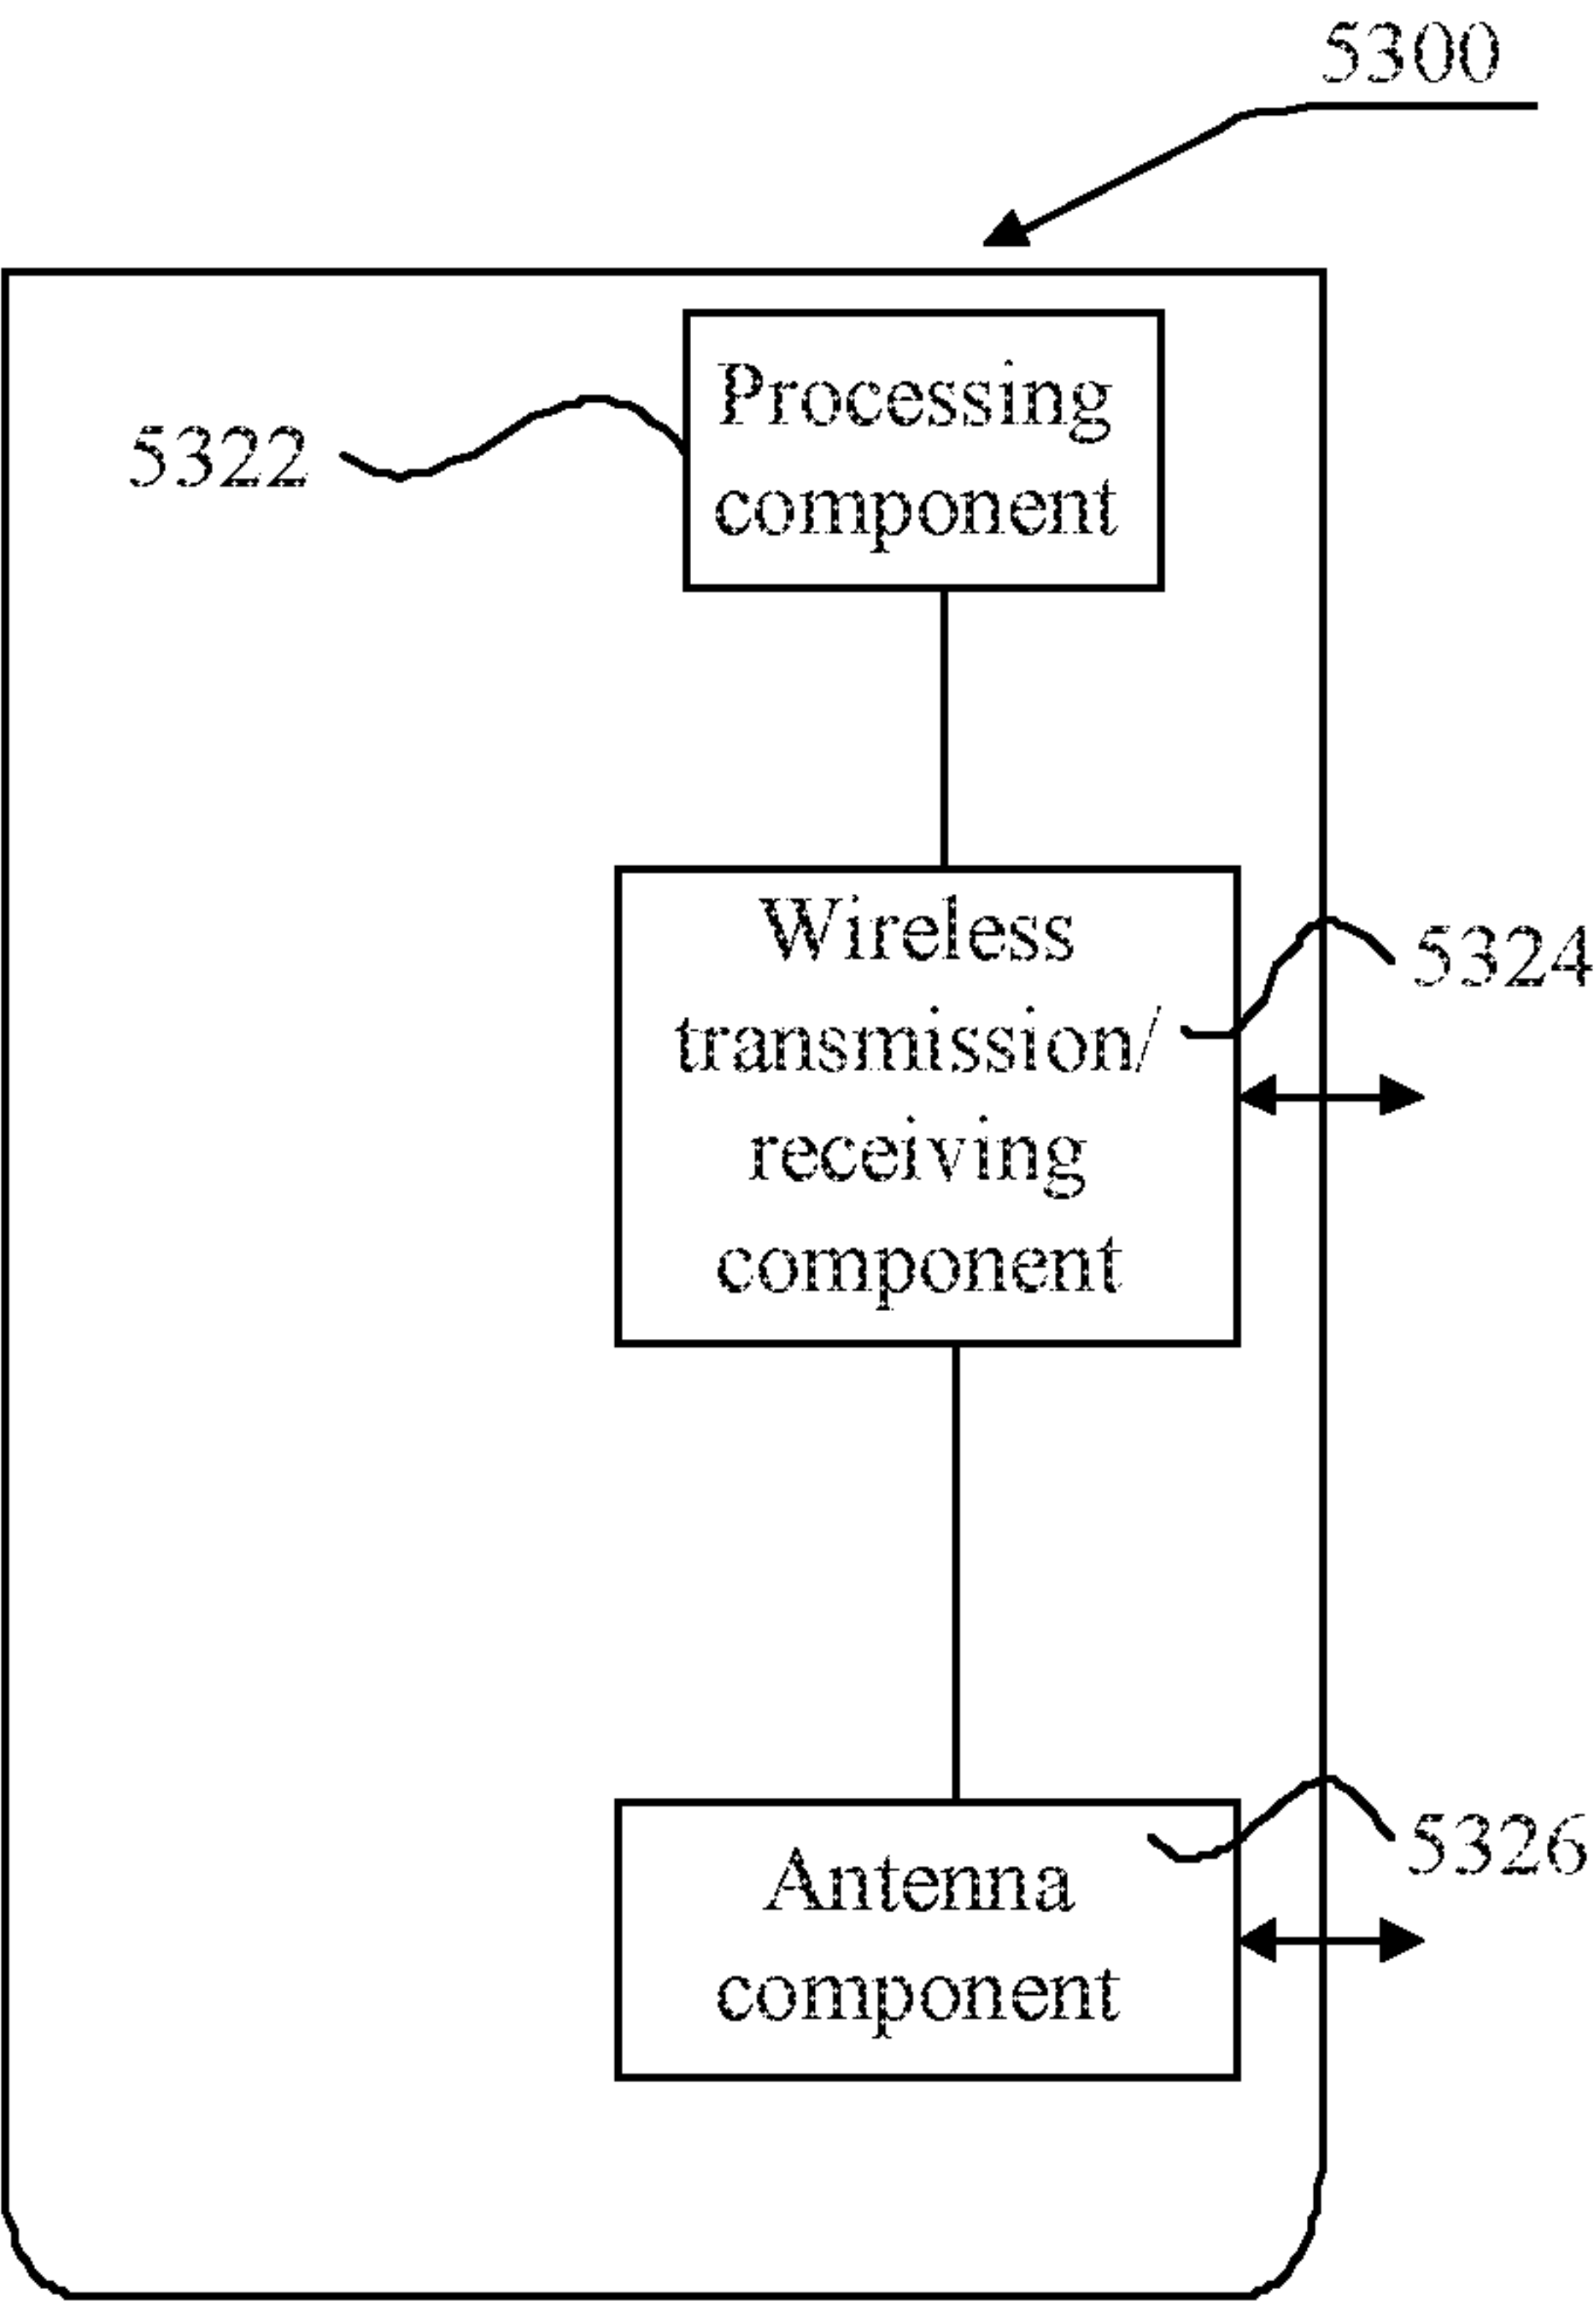 5300
Processing
component
5322
Wireless
transmission/
receiving
component
5324
Antenna
component
5326